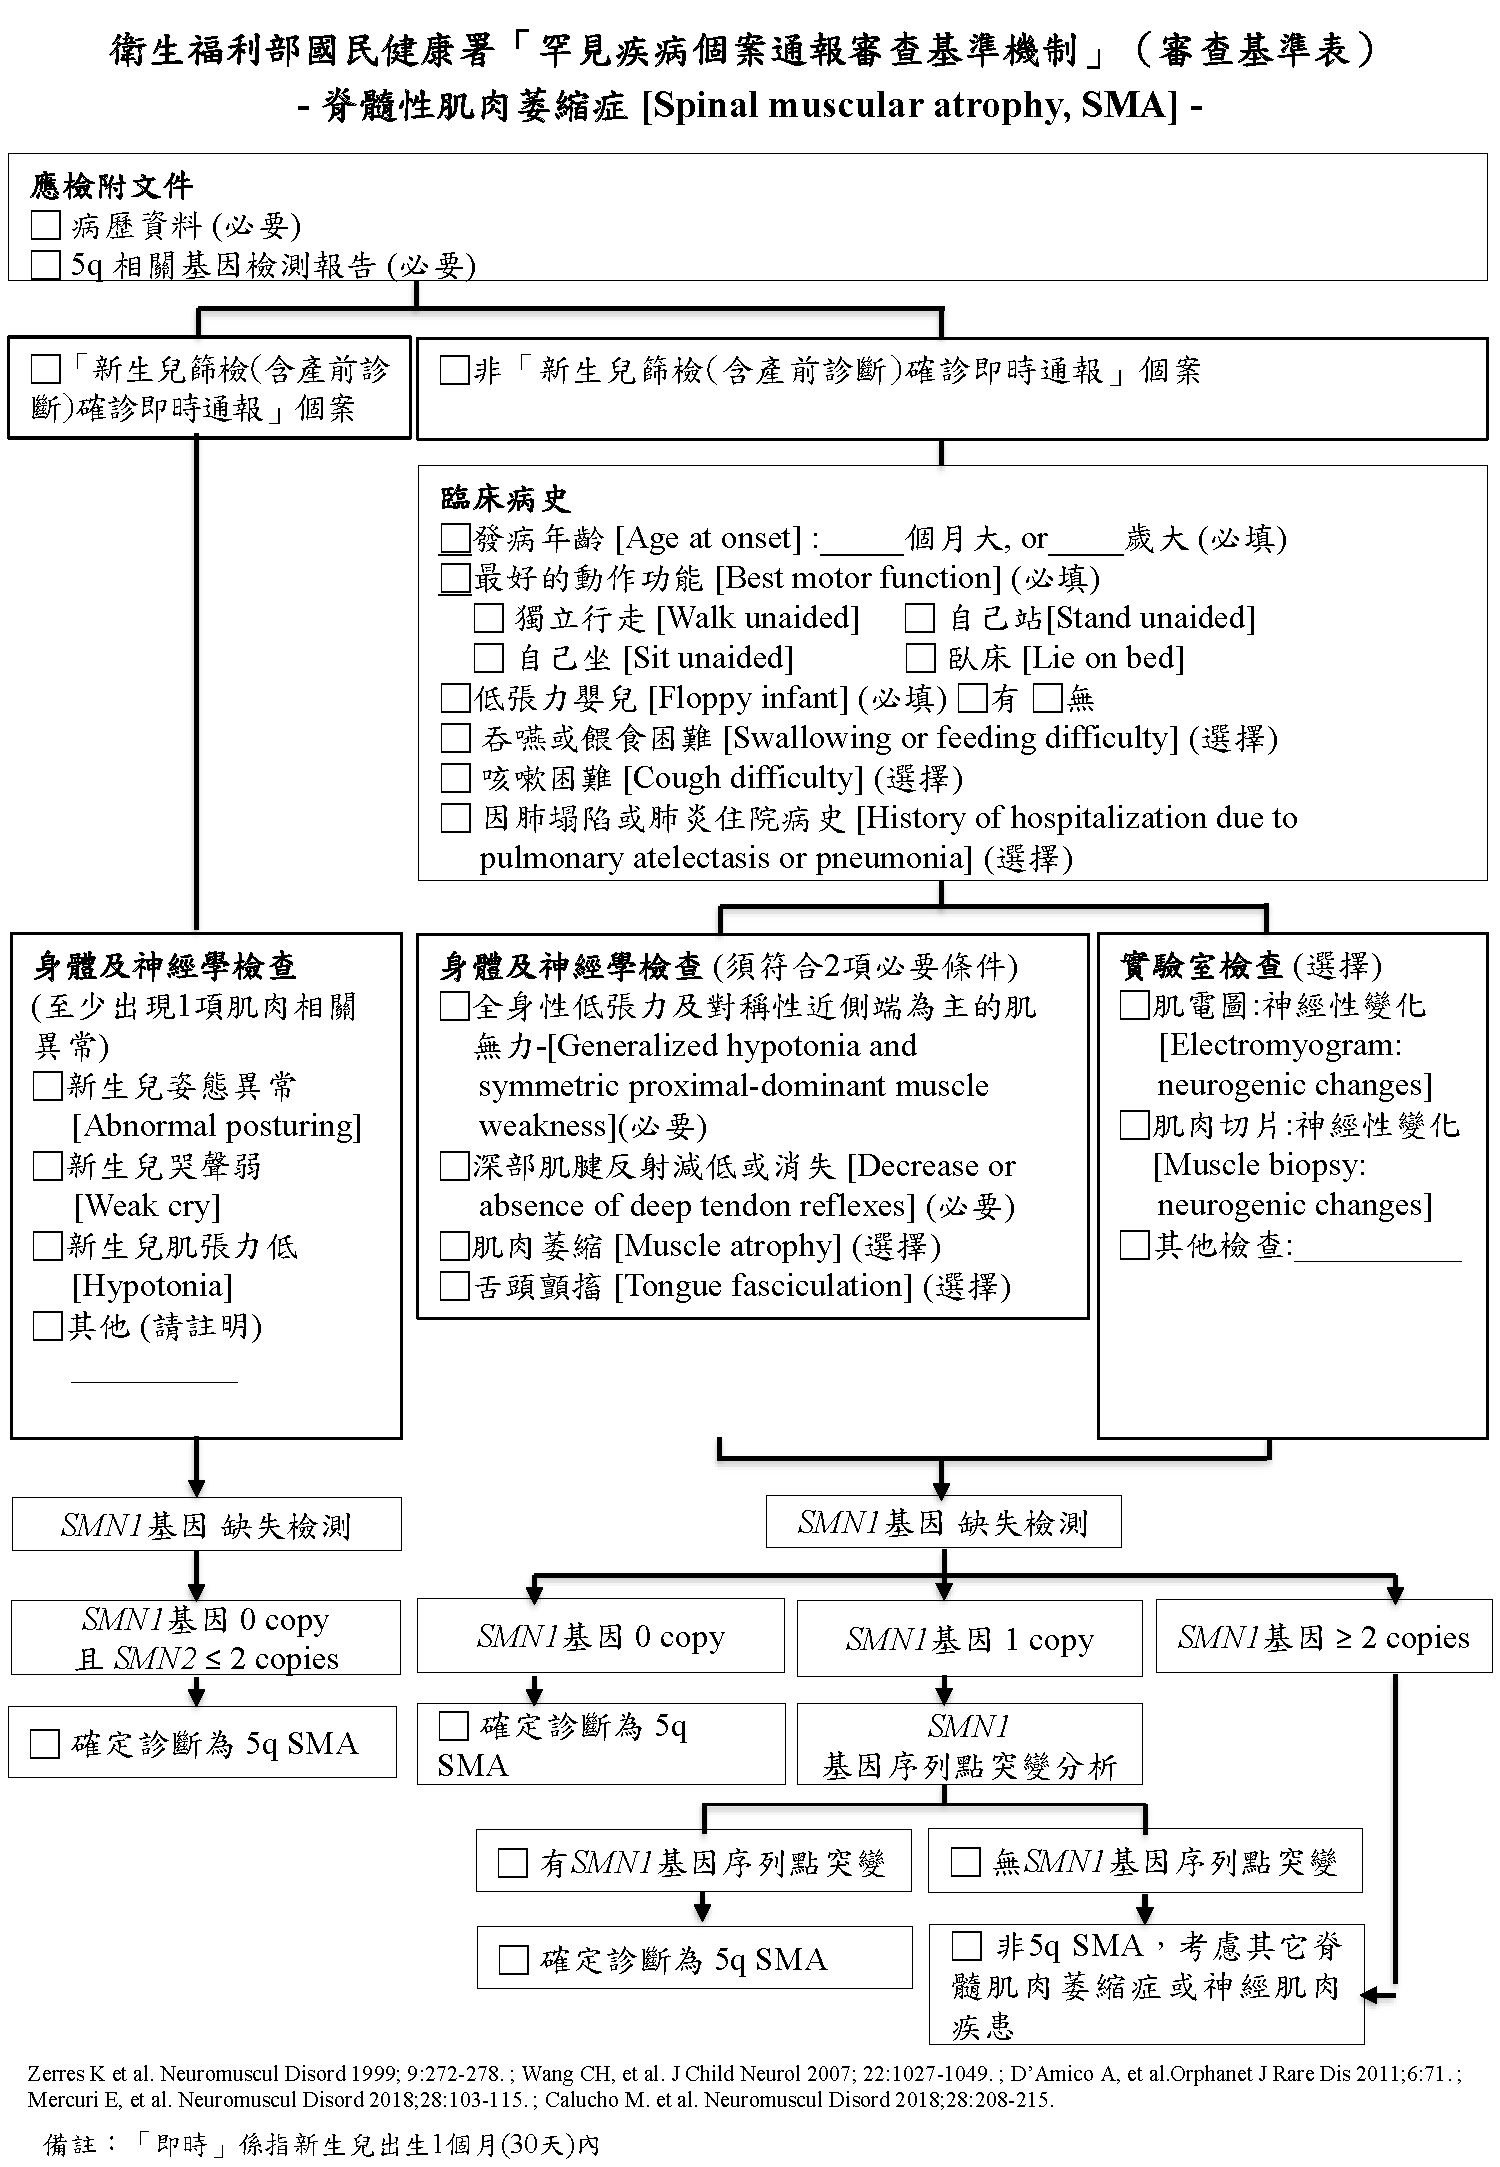 衛生福利部國民健康署「罕見疾病個案通報審查基準機制」（審查基準表）
- 脊髓性肌肉萎縮症 [Spinal muscular atrophy, SMA] -
應檢附文件
□ 病歷資料 (必要)
□ 5q 相關基因檢測報告 (必要)
□「新生兒篩檢(含產前診
斷)確診即時通報」個案
□非「新生兒篩檢(含產前診斷)確診即時通報」個案
臨床病史
□發病年齡 [Age at onset] :_____個月大, or____歲大 (必填)
□最好的動作功能 [Best motor function] (必填)
□ 獨立行走 [Walk unaided] □ 自己站[Stand unaided]
□ 自己坐 [Sit unaided] □ 臥床 [Lie on bed]
□低張力嬰兒 [Floppy infant] (必填) □有 □無
□ 吞嚥或餵食困難 [Swallowing or feeding difficulty] (選擇)
□ 咳嗽困難 [Cough difficulty] (選擇)
□ 因肺塌陷或肺炎住院病史 [History of hospitalization due to
pulmonary atelectasis or pneumonia] (選擇)
身體及神經學檢查
(至少出現1項肌肉相關
異常)
□新生兒姿態異常
[Abnormal posturing]
□新生兒哭聲弱
[Weak cry]
□新生兒肌張力低
[Hypotonia]
□其他 (請註明)
__________
身體及神經學檢查 (須符合2項必要條件)
□全身性低張力及對稱性近側端為主的肌
無力-[Generalized hypotonia and
symmetric proximal-dominant muscle
weakness](必要)
□深部肌腱反射減低或消失 [Decrease or
absence of deep tendon reflexes] (必要)
□肌肉萎縮 [Muscle atrophy] (選擇)
□舌頭顫搐 [Tongue fasciculation] (選擇)
實驗室檢查 (選擇)
□肌電圖:神經性變化
[Electromyogram:
neurogenic changes]
□肌肉切片:神經性變化
[Muscle biopsy:
neurogenic changes]
□其他檢查:__________
SMN1基因 缺失檢測
SMN1基因 缺失檢測
SMN1基因 0 copy
且 SMN2 ≤ 2 copies
SMN1基因 0 copy
SMN1基因 1 copy
SMN1基因 ≥ 2 copies
□ 確定診斷為 5q SMA
□ 確定診斷為 5q
SMA
SMN1
基因序列點突變分析
□ 有SMN1基因序列點突變
□ 無SMN1基因序列點突變
□ 確定診斷為 5q SMA
□ 非5q SMA，考慮其它脊
髓肌肉萎縮症或神經肌肉
疾患
Zerres K et al. Neuromuscul Disord 1999; 9:272-278. ; Wang CH, et al. J Child Neurol 2007; 22:1027-1049. ; D’Amico A, et al.Orphanet J Rare Dis 2011;6:71. ;
Mercuri E, et al. Neuromuscul Disord 2018;28:103-115. ; Calucho M. et al. Neuromuscul Disord 2018;28:208-215.
備註：「即時」係指新生兒出生1個月(30天)內